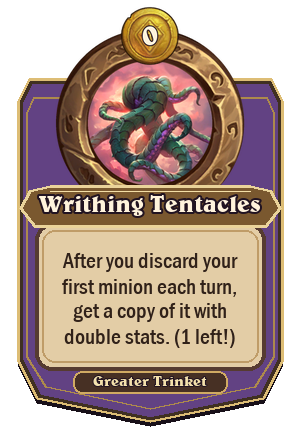 0
Writhing Tentacles
After you discard your
first minion each turn,
get a copy of it with
double stats. (1 left!)
Greater Trinket